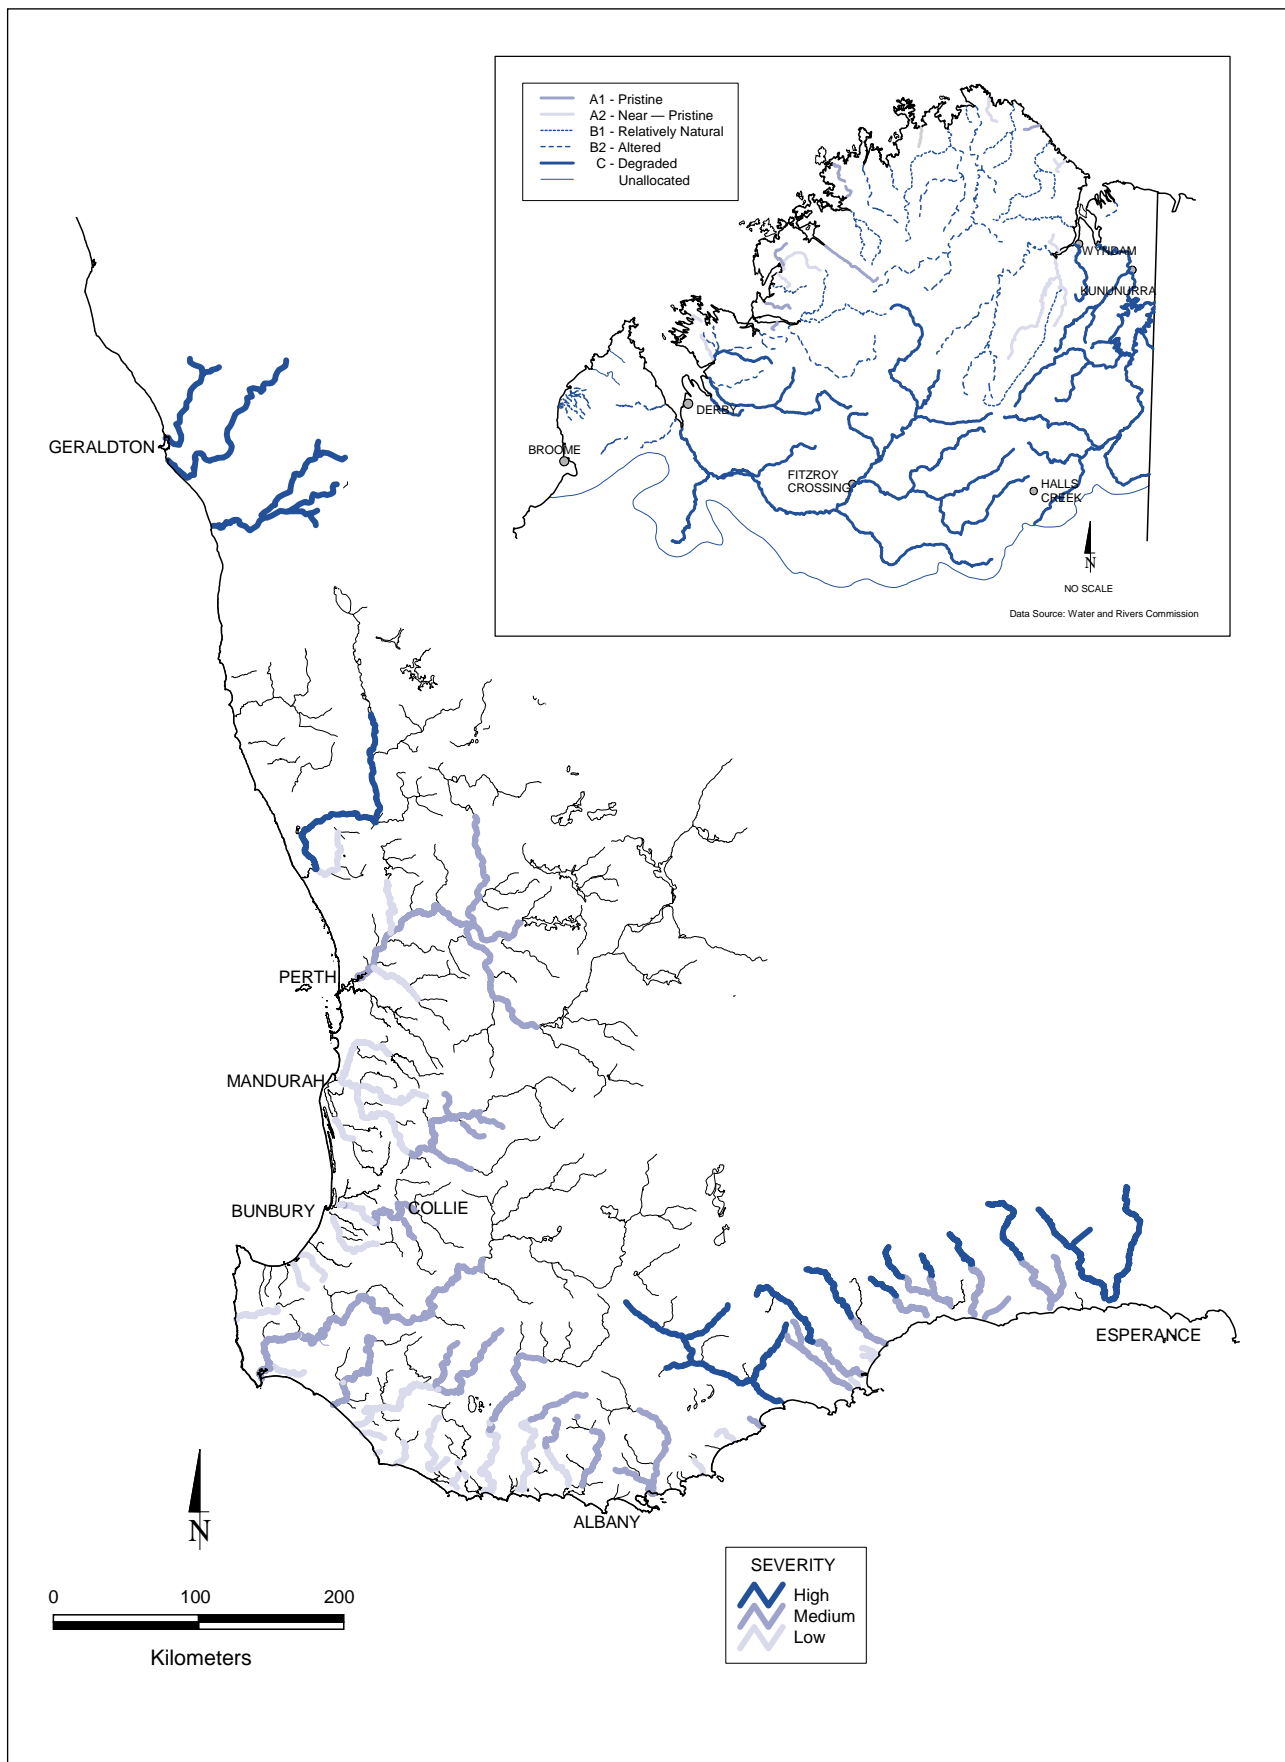 A1 - Pristine
A2 - Near — Pristine
B1 - Relatively Natural
B2 - Altered
C - Degraded
Unallocated
WYNDAM
KUNUNURRA
DERBY
BROOME
FITZROY
CROSSING
HALLS
CREEK
N
NO SCALE
Data Source: Water and Rivers Commission
GERALDTON
PERTH
MANDURAH
BUNBURY
COLLIE
ESPERANCE
ALBANY
N
0 100 200
Kilometers
SEVERITY
High
Medium
Low